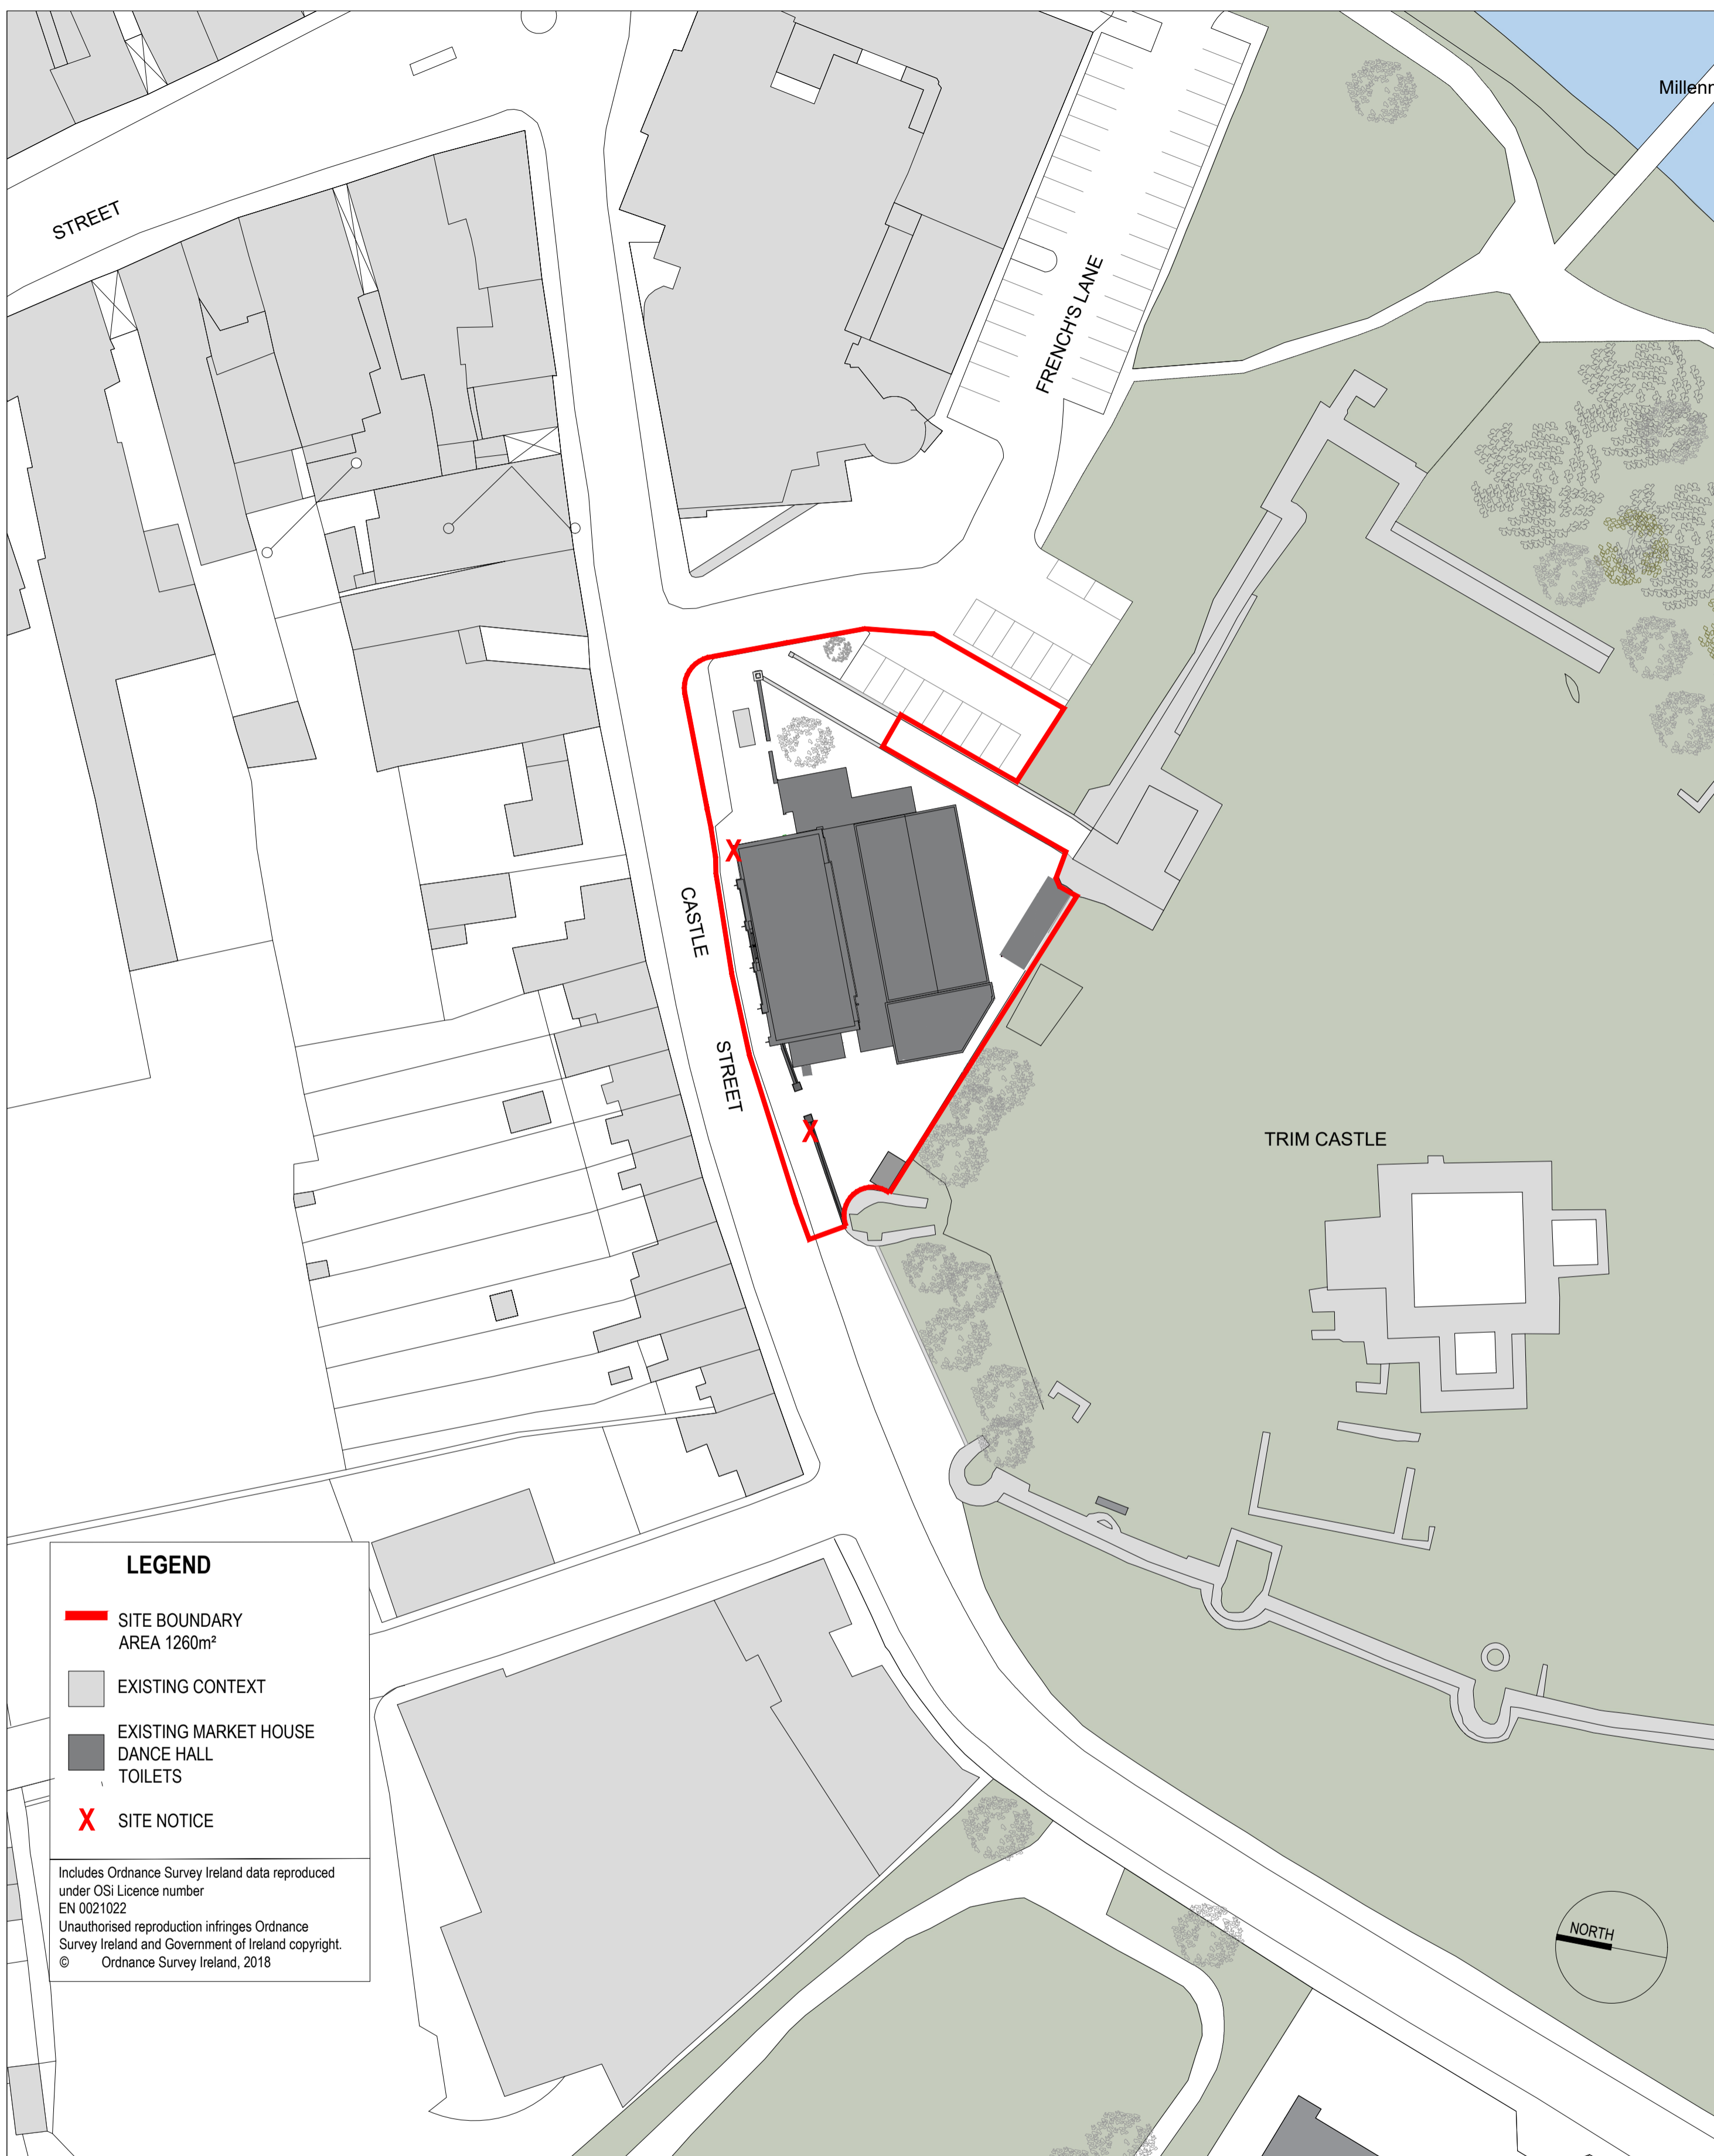 Millenn
STREET
FRENCH'S LANE
X
CASTLE
STREET
X
TRIM CASTLE
LEGEND
SITE BOUNDARY
AREA 1260m²
EXISTING CONTEXT
EXISTING MARKET HOUSE
DANCE HALL
TOILETS
X SITE NOTICE
Includes Ordnance Survey Ireland data reproduced
under OSi Licence number
EN 0021022
Unauthorised reproduction infringes Ordnance
Survey Ireland and Government of Ireland copyright.
© Ordnance Survey Ireland, 2018
NORTH